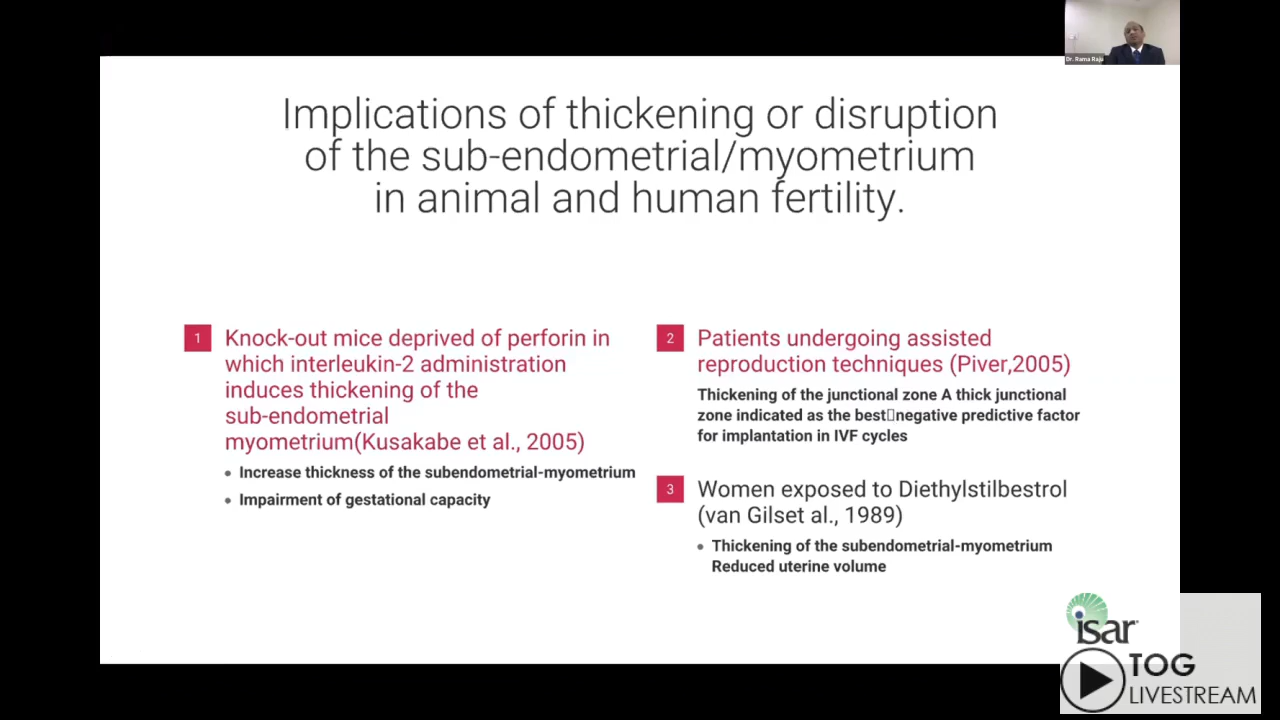 Dr. Rama Raju
Implications of thickening or disruption
of the sub-endometrial/myometrium
in animal and human fertility.
1
Knock-out mice deprived of perforin in
which interleukin-2 administration
induces thickening of the
sub-endometrial
myometrium(Kusakabe et al., 2005)
• Increase thickness of the subendometrial-myometrium
• Impairment of gestational capacity
2
Patients undergoing assisted
reproduction techniques (Piver,2005)
Thickening of the junctional zone A thick junctional
zone indicated as the best▯negative predictive factor
for implantation in IVF cycles
3
Women exposed to Diethylstilbestrol
(van Gilset al., 1989)
• Thickening of the subendometrial-myometrium
Reduced uterine volume
isar
TOG
LIVESTREAM